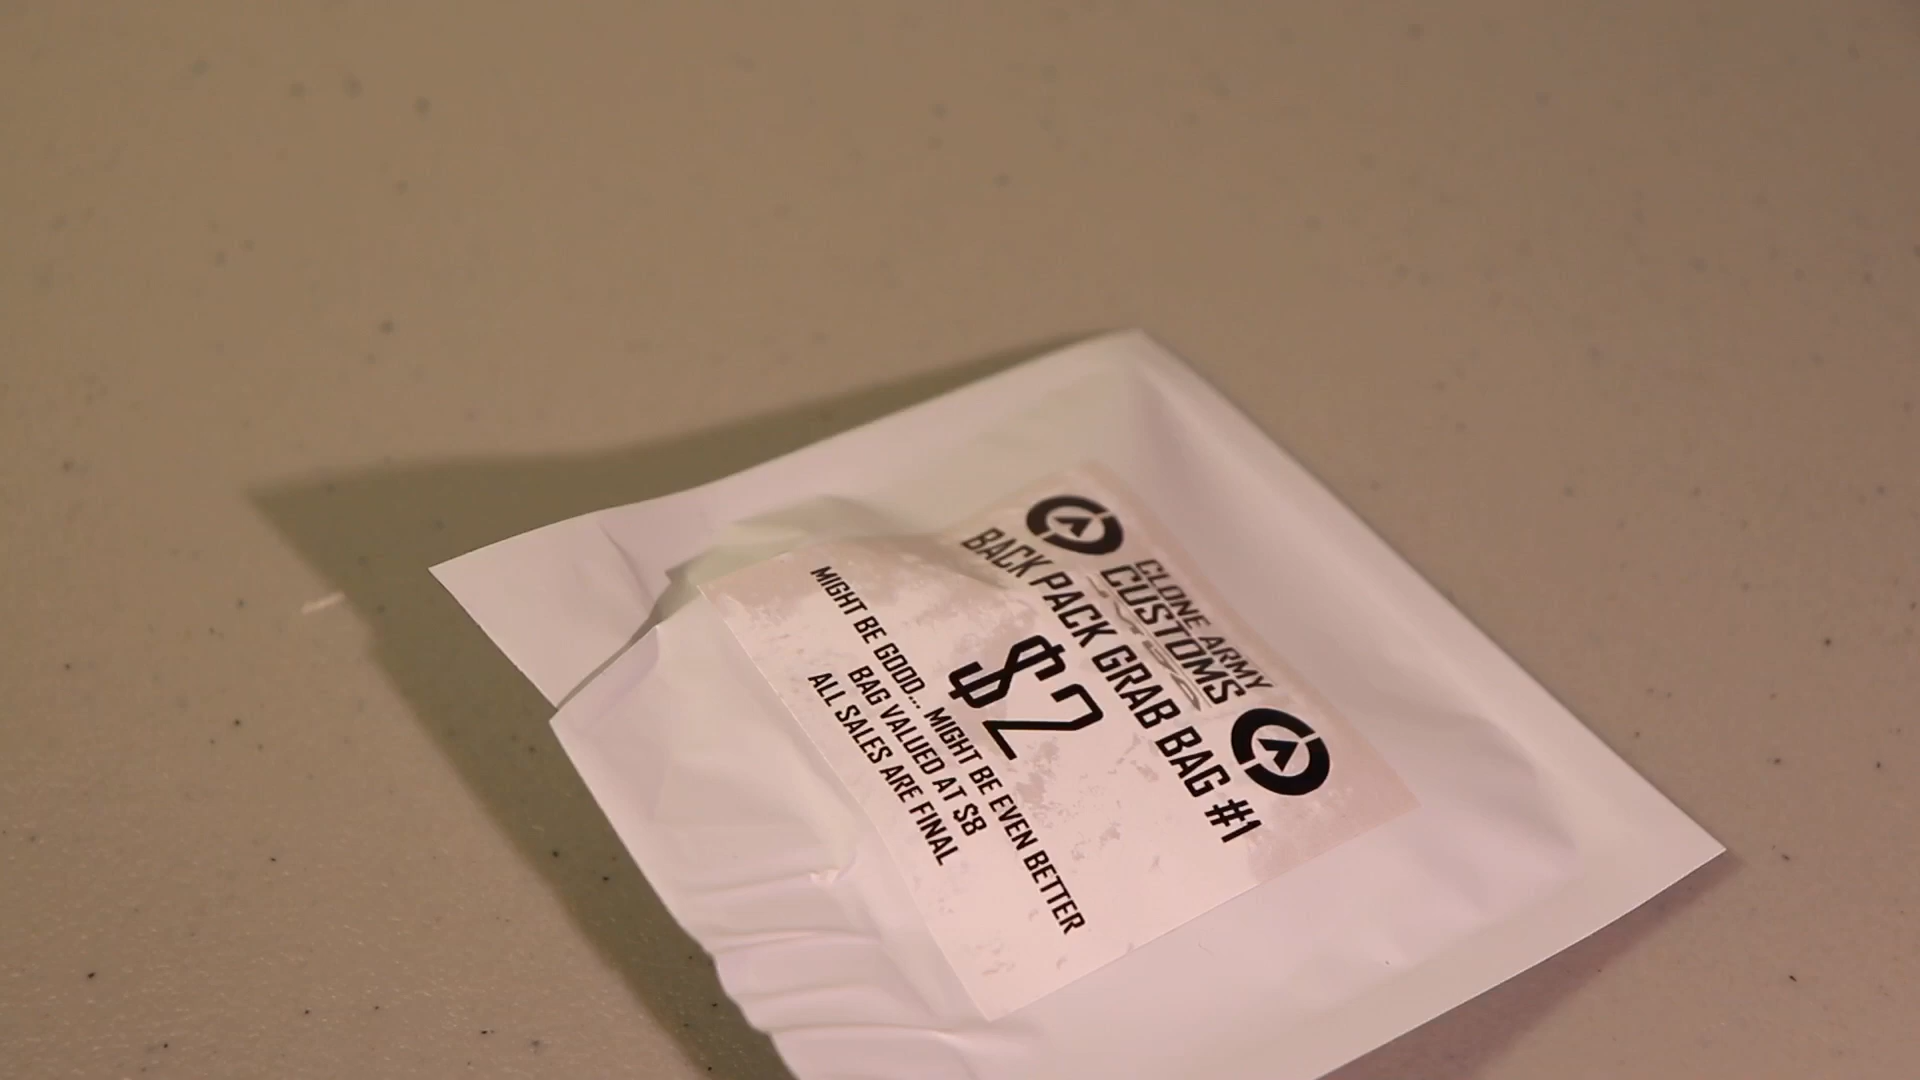 CLONE ARMY
CUSTOMS
BACK PACK GRAB BAG #1
$2
MIGHT BE GOOD... MIGHT BE EVEN BETTER
BAG VALUED AT $8
ALL SALES ARE FINAL